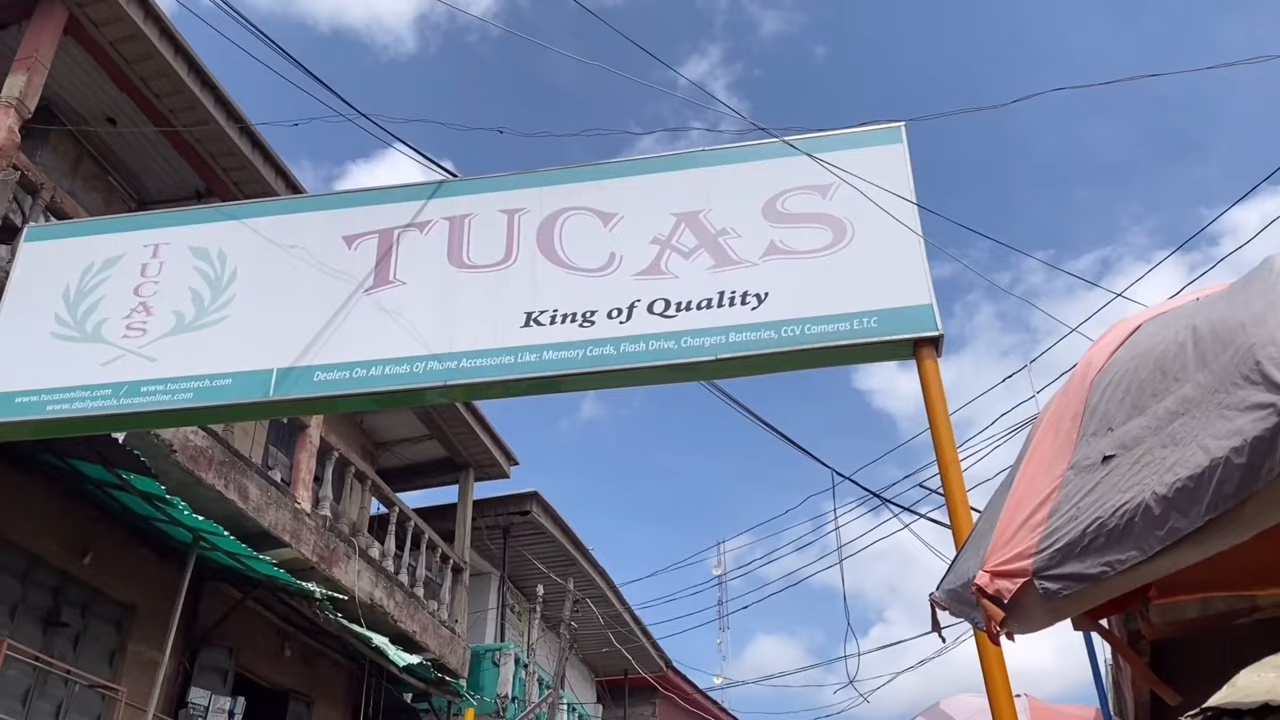 TUCAS
TUCAS
King of Quality
Dealers On All Kinds Of Phone Accessories Like: Memory Cards, Flash Drive, Chargers Batteries, CCV Cameras E.T.C
www.tucasonline.com / www.tucastech.com
www.dailydeals.tucasonline.com